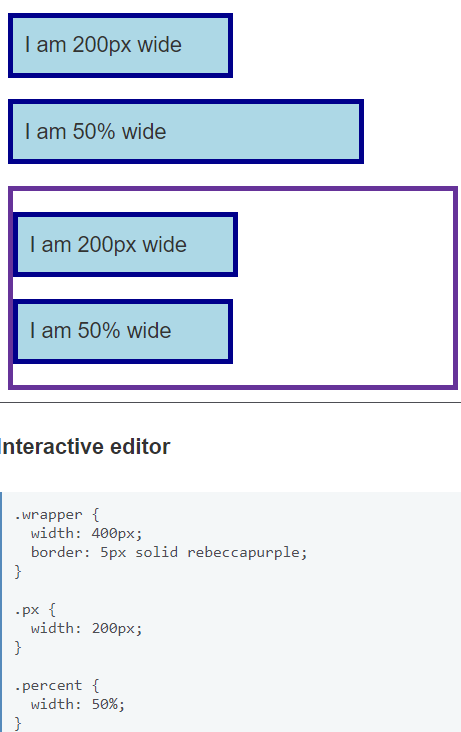 I am 200px wide
I am 50% wide
I am 200px wide
I am 50% wide
Interactive editor
.wrapper {
  width: 400px;
  border: 5px solid rebeccapurple;
}
.px {
  width: 200px;
}
.percent {
  width: 50%;
}